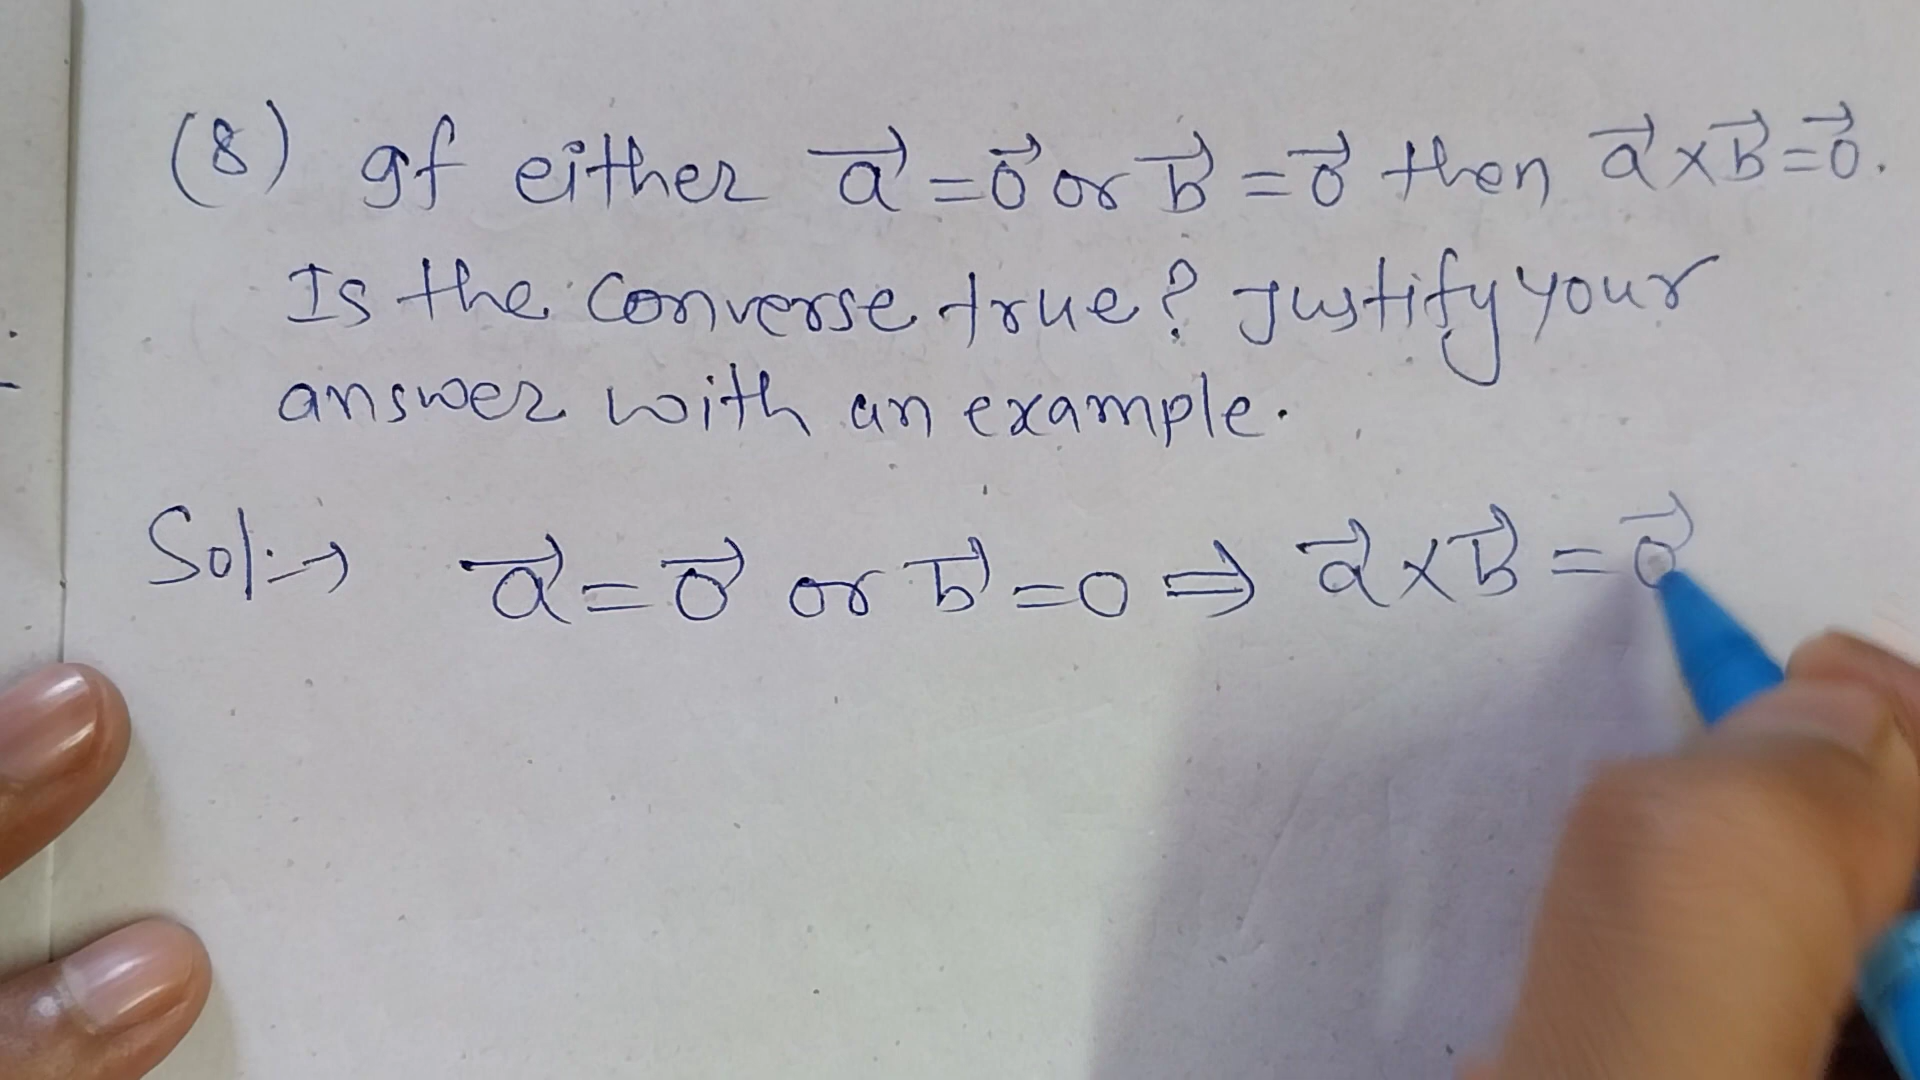 (8) If either a⃗ = 0⃗ or b⃗ = 0⃗ then a⃗ × b⃗ = 0⃗.
Is the converse true? Justify your
answer with an example.
Sol:→ a⃗ = 0⃗ or b⃗ = 0 ⇒ a⃗ × b⃗ = 0⃗